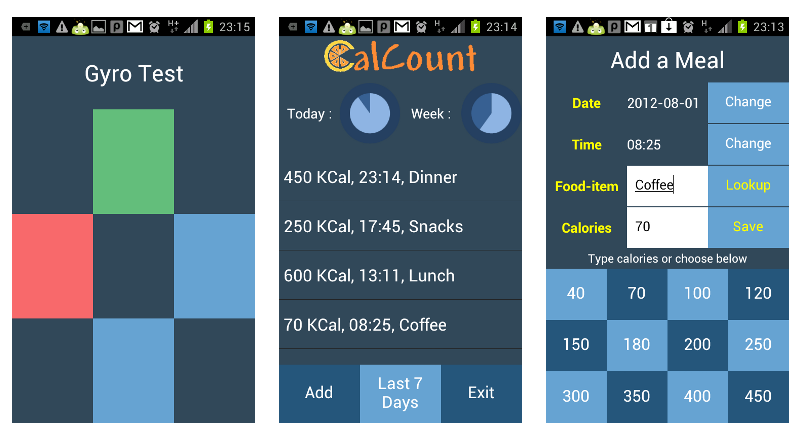 23:15
Gyro Test
23:14
CalCount
Today :
Week :
450 KCal, 23:14, Dinner
250 KCal, 17:45, Snacks
600 KCal, 13:11, Lunch
70 KCal, 08:25, Coffee
Add
Last 7
Days
Exit
23:13
Add a Meal
Date 2012-08-01 Change
Time 08:25 Change
Food-item Coffee Lookup
Calories 70 Save
Type calories or choose below
40 70 100 120
150 180 200 250
300 350 400 450